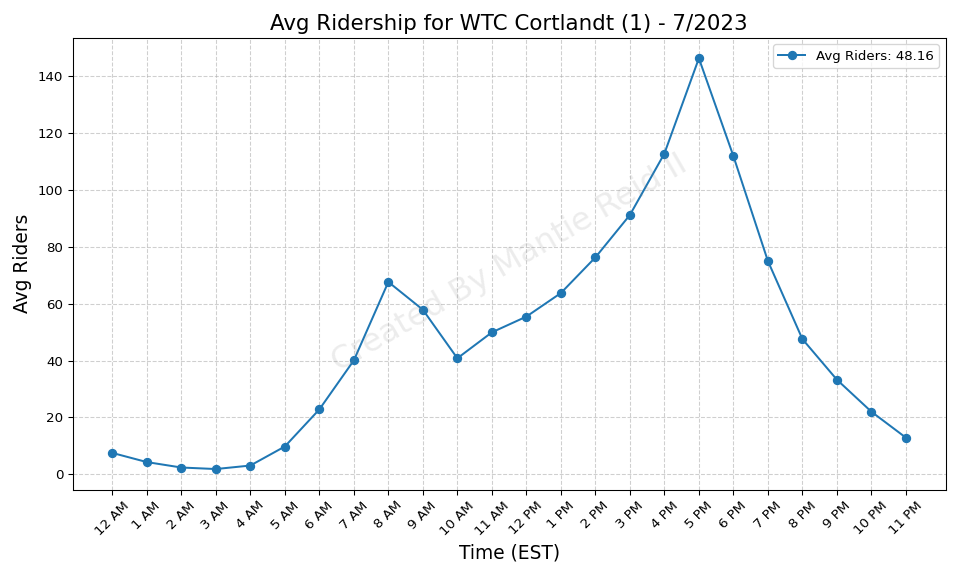 Avg Ridership for WTC Cortlandt (1) - 7/2023
Avg Riders: 48.16
Avg Riders
140
120
100
80
60
40
20
0
Created By Mantle Reid II
12 AM
1 AM
2 AM
3 AM
4 AM
5 AM
6 AM
7 AM
8 AM
9 AM
10 AM
11 AM
12 PM
1 PM
2 PM
3 PM
4 PM
5 PM
6 PM
7 PM
8 PM
9 PM
10 PM
11 PM
Time (EST)